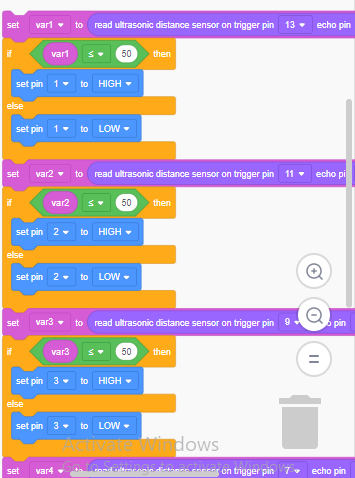 set var1 to read ultrasonic distance sensor on trigger pin 13 echo pin
if var1 ≤ 50 then
set pin 1 to HIGH
else
set pin 1 to LOW
set var2 to read ultrasonic distance sensor on trigger pin 11 echo pin
if var2 ≤ 50 then
set pin 2 to HIGH
else
set pin 2 to LOW
set var3 to read ultrasonic distance sensor on trigger pin 9 pin
if var3 ≤ 50 then
set pin 3 to HIGH
else
set pin 3 to LOW
Activate Windows
Go to Settings to activate Windows.
set var4 to read ultrasonic distance sensor on trigger pin 7 echo pin